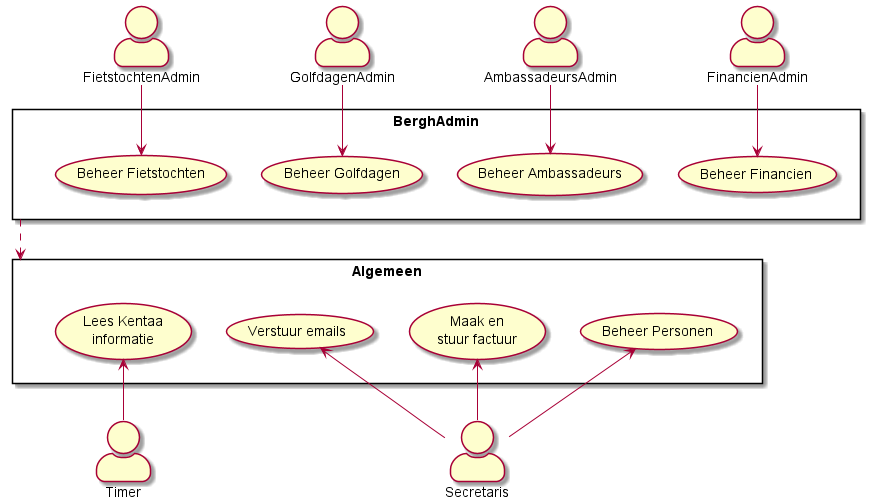 FietstochtenAdmin
GolfdagenAdmin
AmbassadeursAdmin
FinancienAdmin
BerghAdmin
Beheer Fietstochten
Beheer Golfdagen
Beheer Ambassadeurs
Beheer Financien
Algemeen
Lees Kentaa
informatie
Verstuur emails
Maak en
stuur factuur
Beheer Personen
Timer
Secretaris